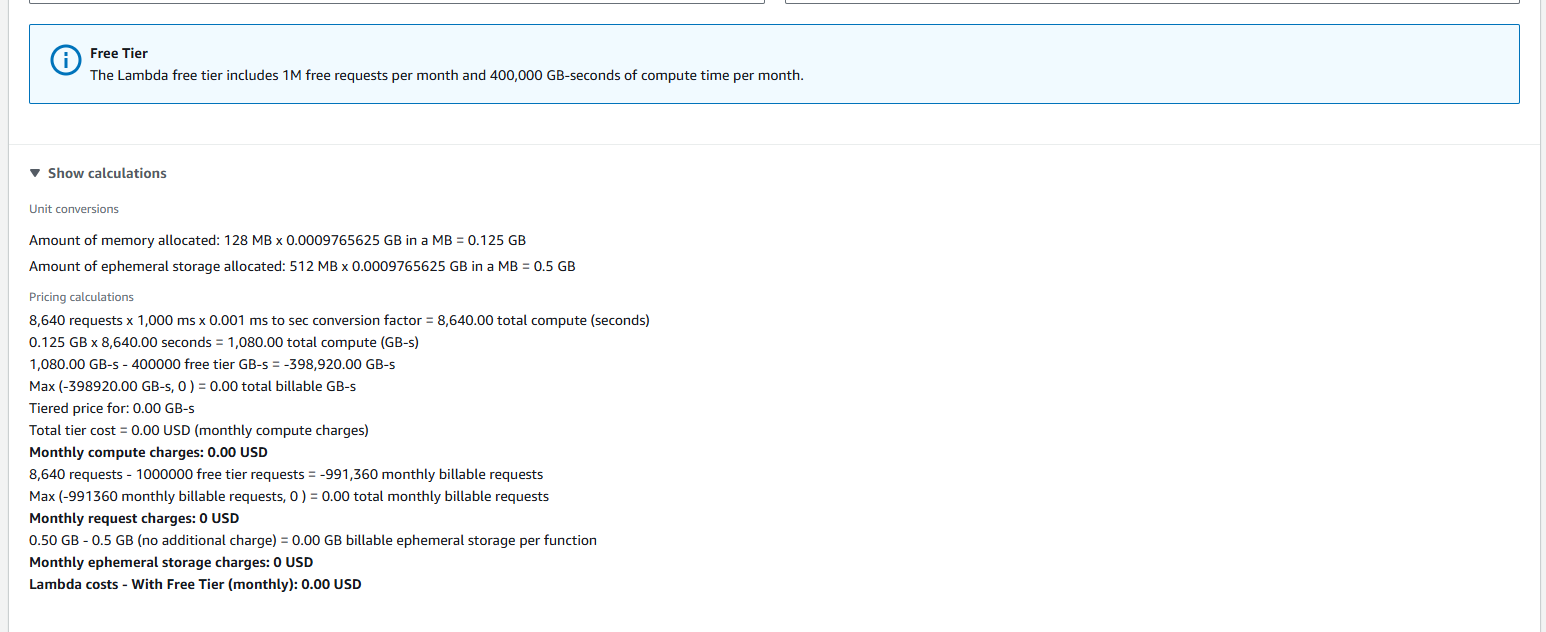 Free Tier
The Lambda free tier includes 1M free requests per month and 400,000 GB-seconds of compute time per month.
Show calculations
Unit conversions
Amount of memory allocated: 128 MB x 0.0009765625 GB in a MB = 0.125 GB
Amount of ephemeral storage allocated: 512 MB x 0.0009765625 GB in a MB = 0.5 GB
Pricing calculations
8,640 requests x 1,000 ms x 0.001 ms to sec conversion factor = 8,640.00 total compute (seconds)
0.125 GB x 8,640.00 seconds = 1,080.00 total compute (GB-s)
1,080.00 GB-s - 400000 free tier GB-s = -398,920.00 GB-s
Max (-398920.00 GB-s, 0 ) = 0.00 total billable GB-s
Tiered price for: 0.00 GB-s
Total tier cost = 0.00 USD (monthly compute charges)
Monthly compute charges: 0.00 USD
8,640 requests - 1000000 free tier requests = -991,360 monthly billable requests
Max (-991360 monthly billable requests, 0 ) = 0.00 total monthly billable requests
Monthly request charges: 0 USD
0.50 GB - 0.5 GB (no additional charge) = 0.00 GB billable ephemeral storage per function
Monthly ephemeral storage charges: 0 USD
Lambda costs - With Free Tier (monthly): 0.00 USD